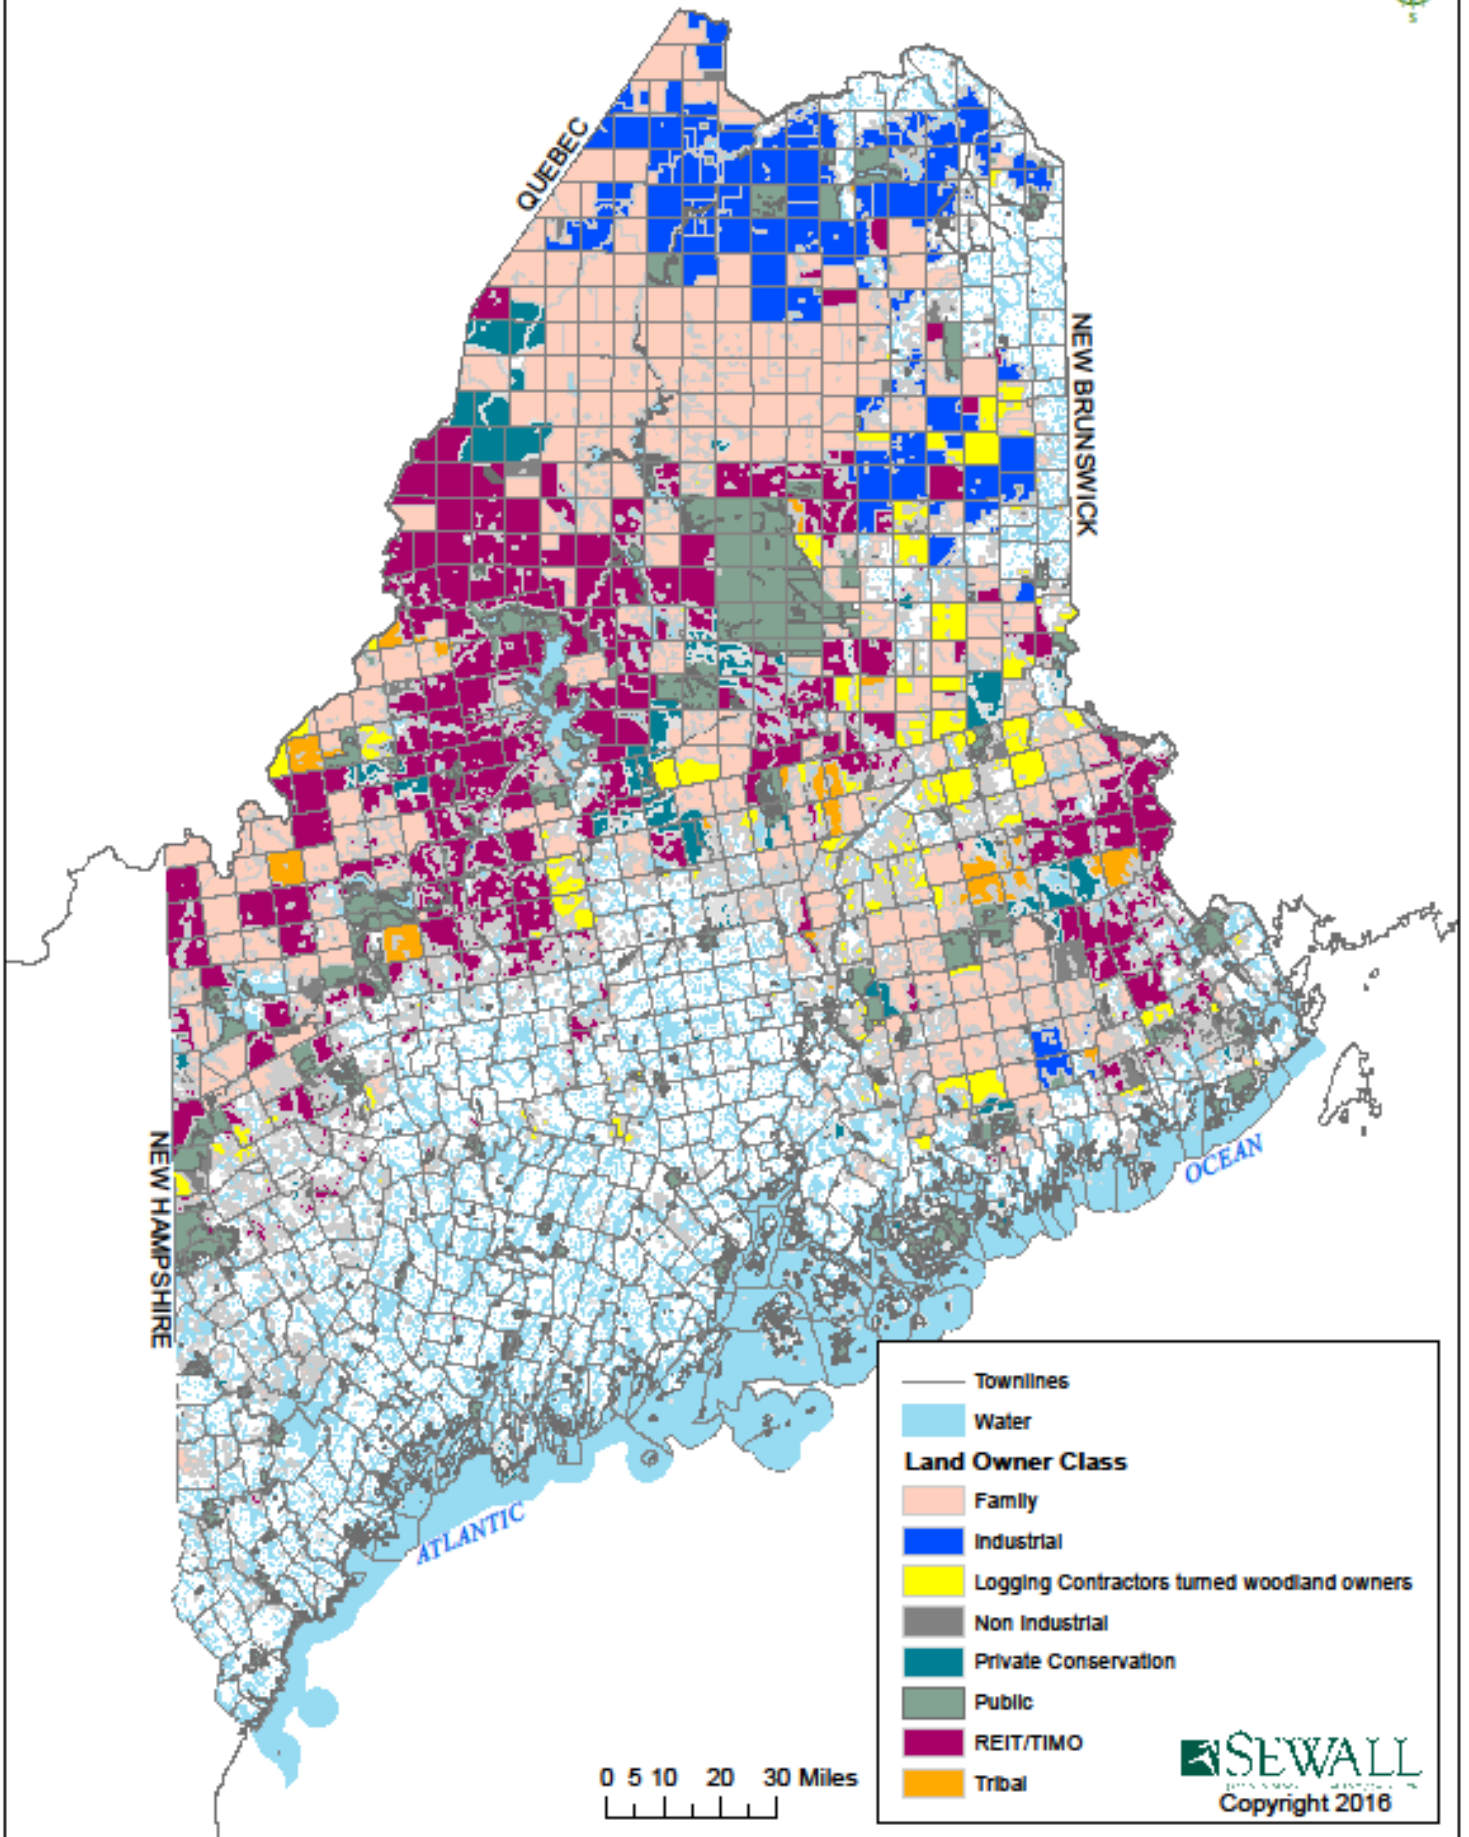 S
QUEBEC
NEW BRUNSWICK
NEW HAMPSHIRE
OCEAN
ATLANTIC
Townlines
Water
Land Owner Class
Family
Industrial
Logging Contractors turned woodland owners
Non Industrial
Private Conservation
Public
REIT/TIMO
Tribal
0 5 10 20 30 Miles
SEWALL
Copyright 2016